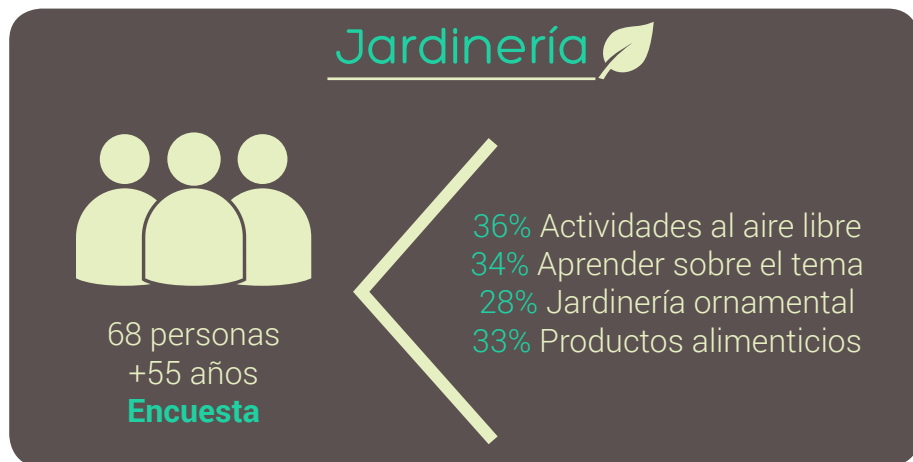 Jardinería
68 personas
+55 años
Encuesta
36% Actividades al aire libre
34% Aprender sobre el tema
28% Jardinería ornamental
33% Productos alimenticios